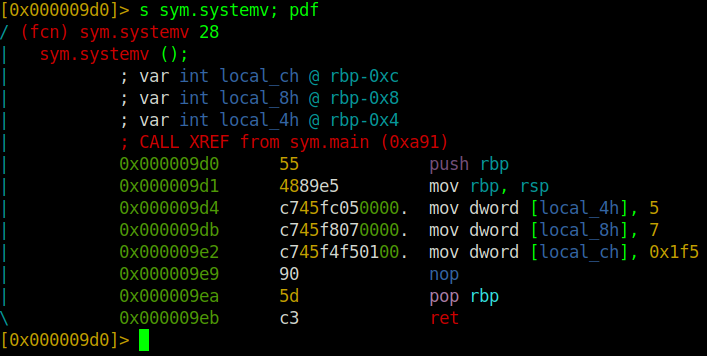 [0x000009d0]> s sym.systemv; pdf
/ (fcn) sym.systemv 28
|   sym.systemv ();
|           ; var int local_ch @ rbp-0xc
|           ; var int local_8h @ rbp-0x8
|           ; var int local_4h @ rbp-0x4
|           ; CALL XREF from sym.main (0xa91)
|           0x000009d0      55             push rbp
|           0x000009d1      4889e5         mov rbp, rsp
|           0x000009d4      c745fc050000.  mov dword [local_4h], 5
|           0x000009db      c745f8070000.  mov dword [local_8h], 7
|           0x000009e2      c745f4f50100.  mov dword [local_ch], 0x1f5
|           0x000009e9      90             nop
|           0x000009ea      5d             pop rbp
\           0x000009eb      c3             ret
[0x000009d0]>